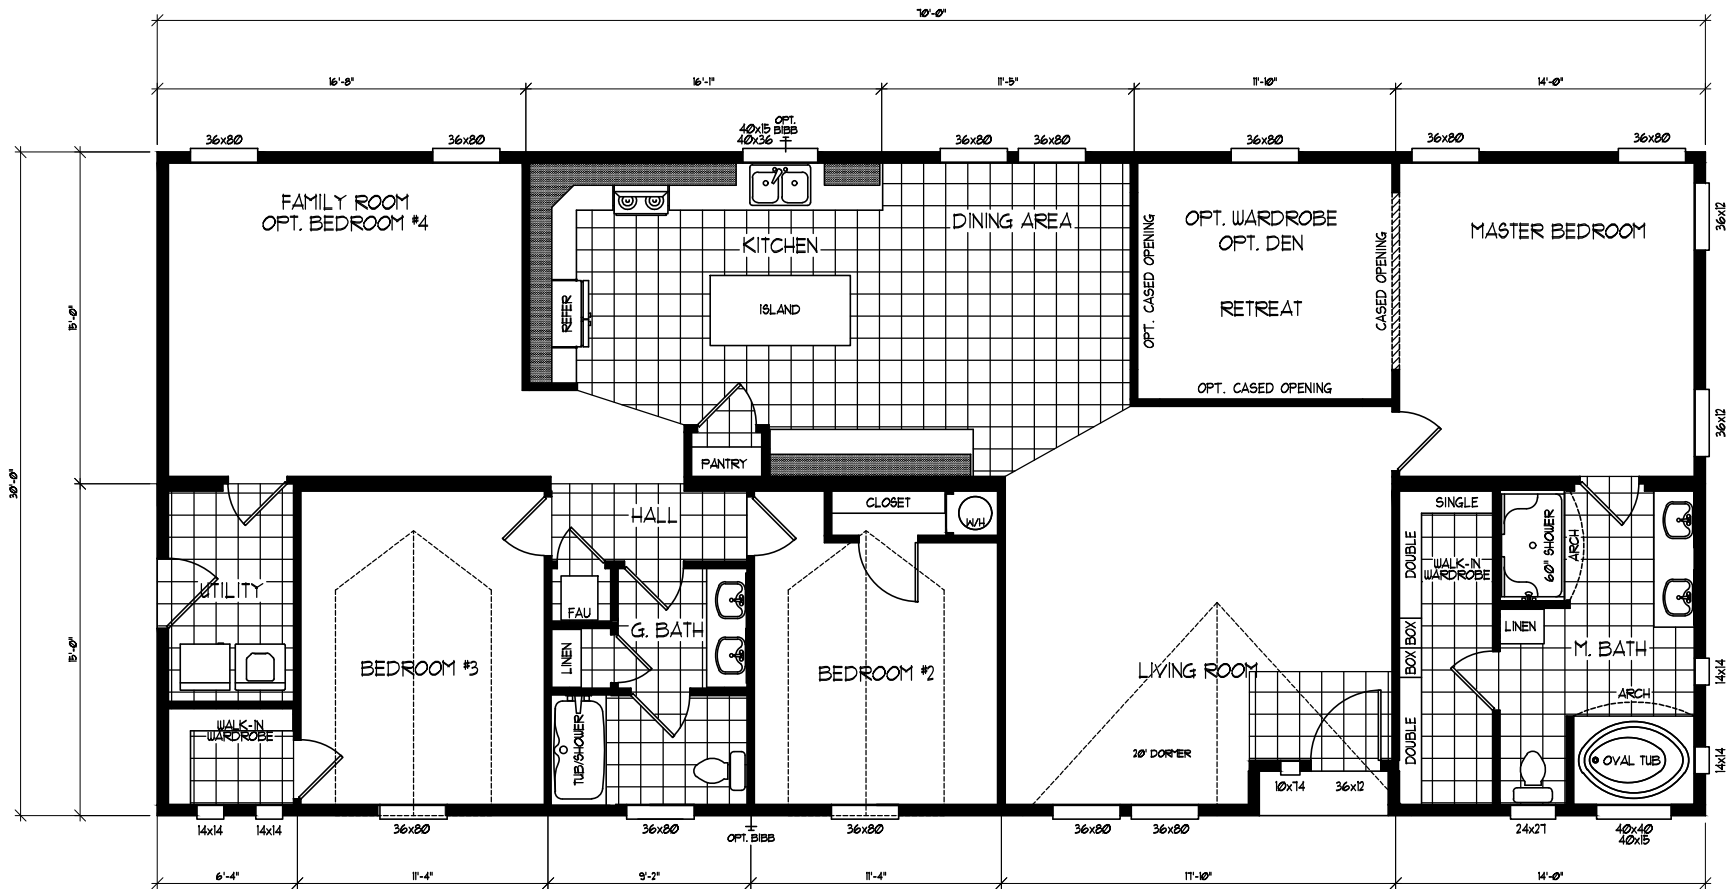 70'-0"
16'-8"
16'-1"
11'-5"
11'-10"
14'-0"
OPT.
BIBB
40x15
40x36
36x80
36x80
36x80
36x80
36x80
36x80
36x80
30'-0"
15'-0"
15'-0"
FAMILY ROOM
OPT. BEDROOM #4
KITCHEN
DINING AREA
REFER
ISLAND
PANTRY
OPT. CASED OPENING
OPT. WARDROBE
OPT. DEN
RETREAT
CASED OPENING
OPT. CASED OPENING
MASTER BEDROOM
36x12
36x12
UTILITY
WALK-IN
WARDROBE
BEDROOM #3
HALL
FAU
LINEN
G. BATH
TUB/SHOWER
CLOSET
W/H
BEDROOM #2
LIVING ROOM
20' DORMER
SINGLE
DOUBLE
WALK-IN
WARDROBE
BOX
BOX
DOUBLE
60" SHOWER
ARCH
LINEN
M. BATH
ARCH
OVAL TUB
14x14
14x14
10x74
36x12
14x14
14x14
36x80
36x80
OPT. BIBB
36x80
36x80
36x80
24x27
40x40
40x15
6'-4"
11'-4"
9'-2"
11'-4"
17'-10"
14'-0"